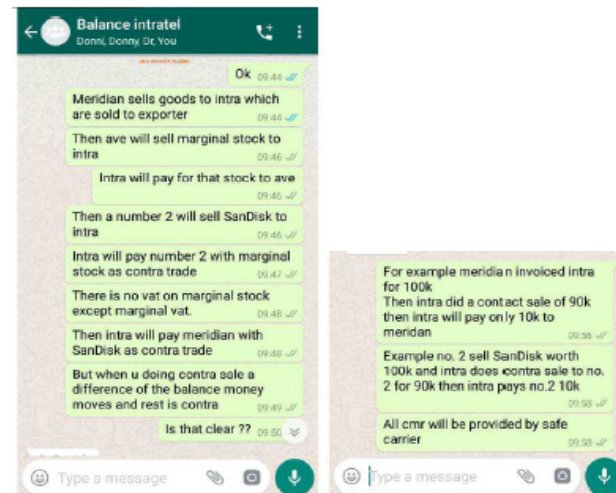 Balance intratel
Donni, Donny, Dr, You
Ok 09:44
Meridian sells goods to intra which
are sold to exporter
09:44
Then ave will sell marginal stock to
intra
09:46
Intra will pay for that stock to ave
09:46
Then a number 2 will sell SanDisk to
intra
09:46
Intra will pay number 2 with marginal
stock as contra trade
09:47
There is no vat on marginal stock
except marginal vat.
09:48
Then intra will pay meridian with
SanDisk as contra trade
09:48
But when u doing contra sale a
difference of the balance money
moves and rest is contra
09:49
Is that clear ?? 09:50
Type a message
For example meridian invoiced intra
for 100k
Then intra did a contact sale of 90k
then intra will pay only 10k to
meridan
09:56
Example no. 2 sell SanDisk worth
100k and intra does contra sale to no.
2 for 90k then intra pays no.2 10k
09:58
All cmr will be provided by safe
carrier
09:58
Type a message